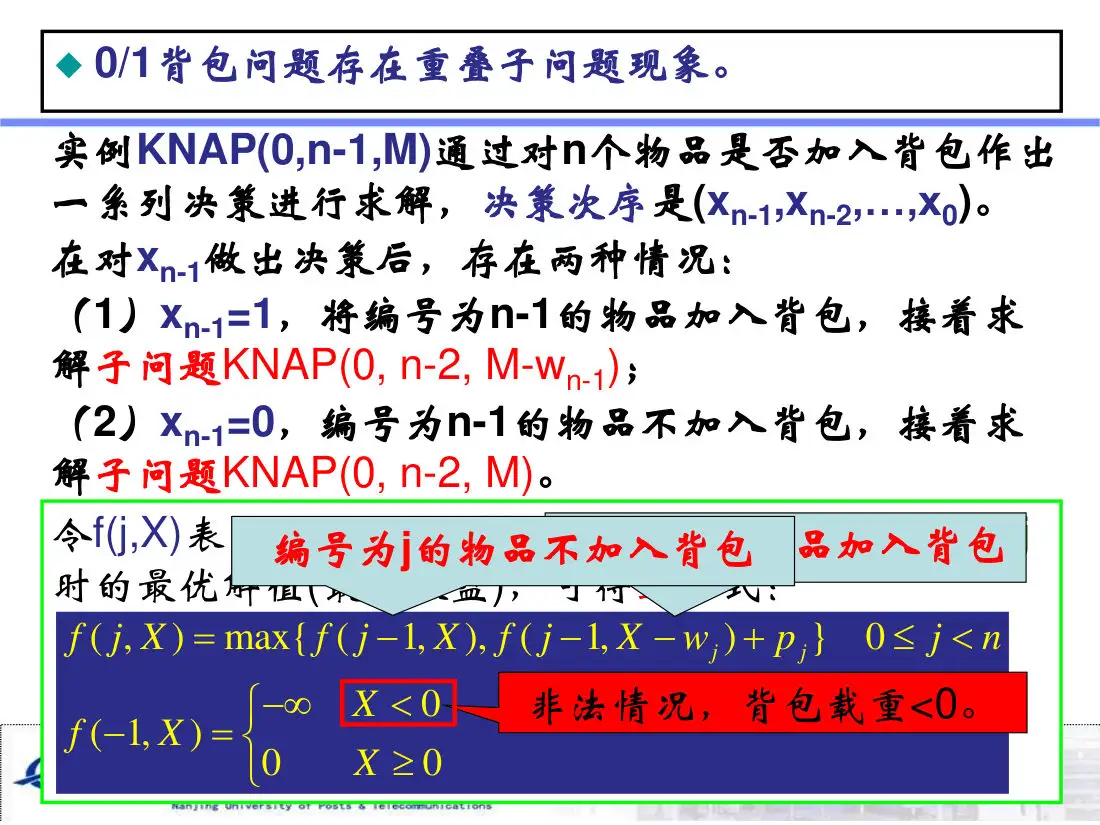 0/1背包问题存在重叠子问题现象。
实例KNAP(0,n-1,M)通过对n个物品是否加入背包作出
一系列决策进行求解，决策次序是(xn-1,xn-2,…,x0)。
在对xn-1做出决策后，存在两种情况：
（1）xn-1=1，将编号为n-1的物品加入背包，接着求
解子问题KNAP(0, n-2, M-wn-1)；
（2）xn-1=0，编号为n-1的物品不加入背包，接着求
解子问题KNAP(0, n-2, M)。
令f(j,X)表
编号为j的物品不加入背包
品加入背包
时的最优解值(
f(j,X)=max{f(j−1,X),f(j−1,X−wj)+pj} 0≤j<n
f(−1,X)={
−∞ X<0
非法情况，背包载重<0。
0 X≥0
Nanjing University of Posts & Telecommunications